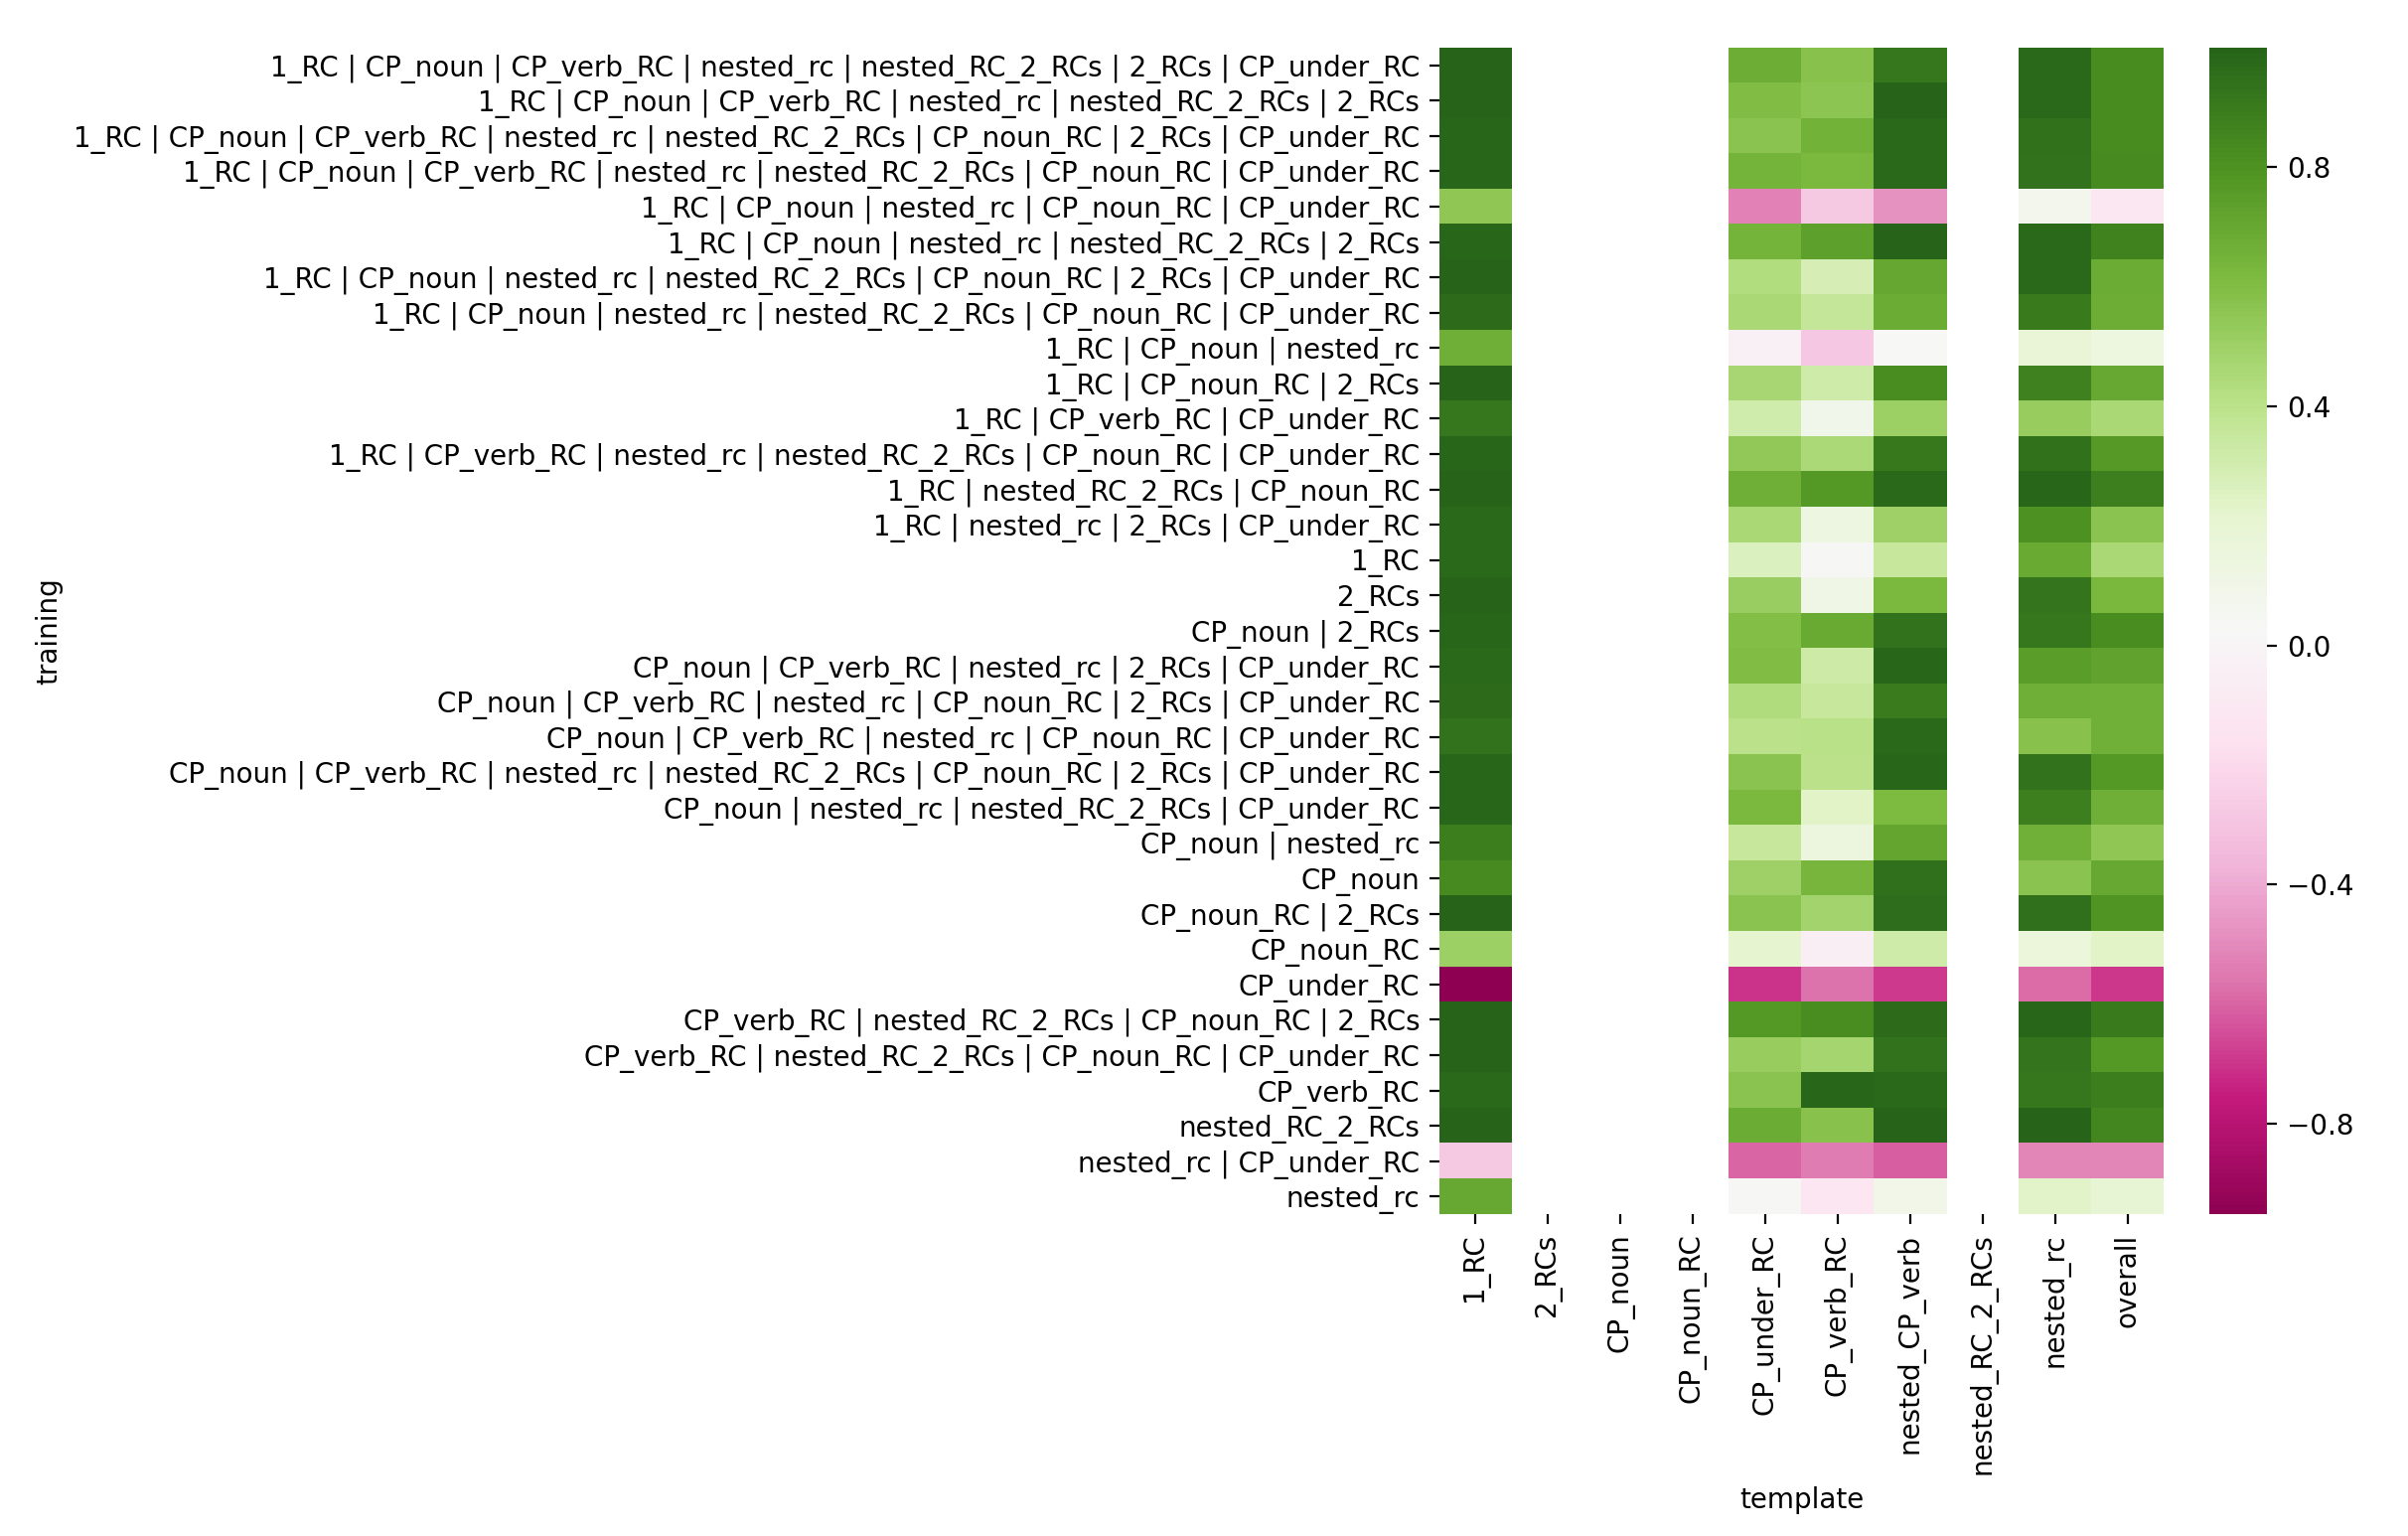 1_RC | CP_noun | CP_verb_RC | nested_rc | nested_RC_2_RCs | 2_RCs | CP_under_RC
1_RC | CP_noun | CP_verb_RC | nested_rc | nested_RC_2_RCs | 2_RCs
1_RC | CP_noun | CP_verb_RC | nested_rc | nested_RC_2_RCs | CP_noun_RC | 2_RCs | CP_under_RC
1_RC | CP_noun | CP_verb_RC | nested_rc | nested_RC_2_RCs | CP_noun_RC | CP_under_RC
1_RC | CP_noun | nested_rc | CP_noun_RC | CP_under_RC
1_RC | CP_noun | nested_rc | nested_RC_2_RCs | 2_RCs
1_RC | CP_noun | nested_rc | nested_RC_2_RCs | CP_noun_RC | 2_RCs | CP_under_RC
1_RC | CP_noun | nested_rc | nested_RC_2_RCs | CP_noun_RC | CP_under_RC
1_RC | CP_noun | nested_rc
1_RC | CP_noun_RC | 2_RCs
1_RC | CP_verb_RC | CP_under_RC
1_RC | CP_verb_RC | nested_rc | nested_RC_2_RCs | CP_noun_RC | CP_under_RC
1_RC | nested_RC_2_RCs | CP_noun_RC
1_RC | nested_rc | 2_RCs | CP_under_RC
1_RC
2_RCs
CP_noun | 2_RCs
CP_noun | CP_verb_RC | nested_rc | 2_RCs | CP_under_RC
CP_noun | CP_verb_RC | nested_rc | CP_noun_RC | 2_RCs | CP_under_RC
CP_noun | CP_verb_RC | nested_rc | CP_noun_RC | CP_under_RC
CP_noun | CP_verb_RC | nested_rc | nested_RC_2_RCs | CP_noun_RC | 2_RCs | CP_under_RC
CP_noun | nested_rc | nested_RC_2_RCs | CP_under_RC
CP_noun | nested_rc
CP_noun
CP_noun_RC | 2_RCs
CP_noun_RC
CP_under_RC
CP_verb_RC | nested_RC_2_RCs | CP_noun_RC | 2_RCs
CP_verb_RC | nested_RC_2_RCs | CP_noun_RC | CP_under_RC
CP_verb_RC
nested_RC_2_RCs
nested_rc | CP_under_RC
nested_rc
training
1_RC
2_RCs
CP_noun
CP_noun_RC
CP_under_RC
CP_verb_RC
nested_CP_verb
nested_RC_2_RCs
nested_rc
overall
template
0.8
0.4
0.0
−0.4
−0.8